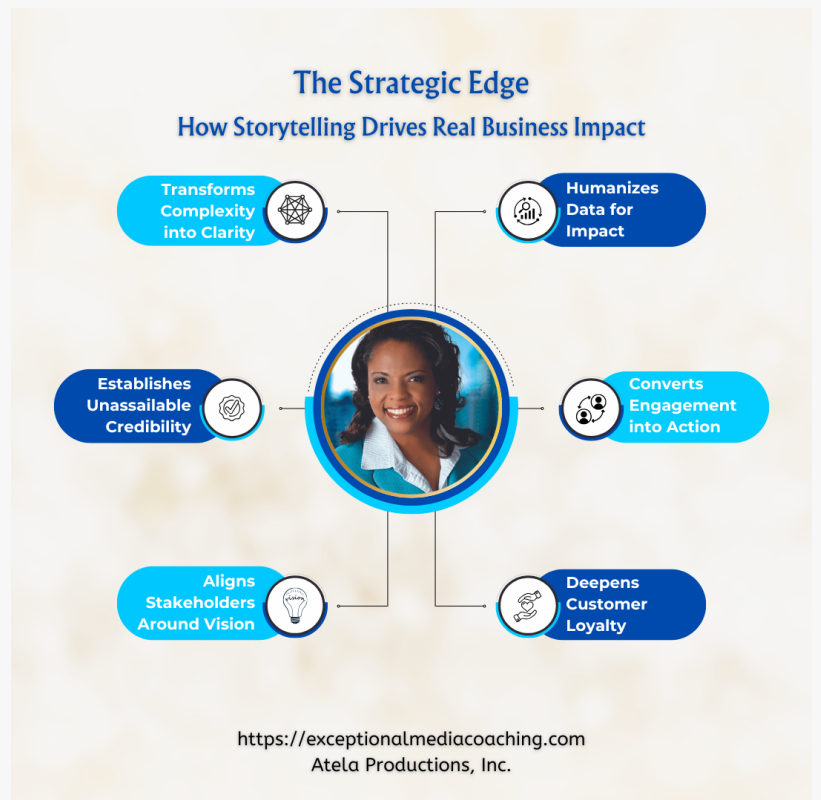 The Strategic Edge
How Storytelling Drives Real Business Impact
Transforms
Complexity
into Clarity
Humanizes
Data for
Impact
Establishes
Unassailable
Credibility
Converts
Engagement
into Action
Aligns
Stakeholders
Around Vision
vision
Deepens
Customer
Loyalty
https://exceptionalmediacoaching.com
Atela Productions, Inc.